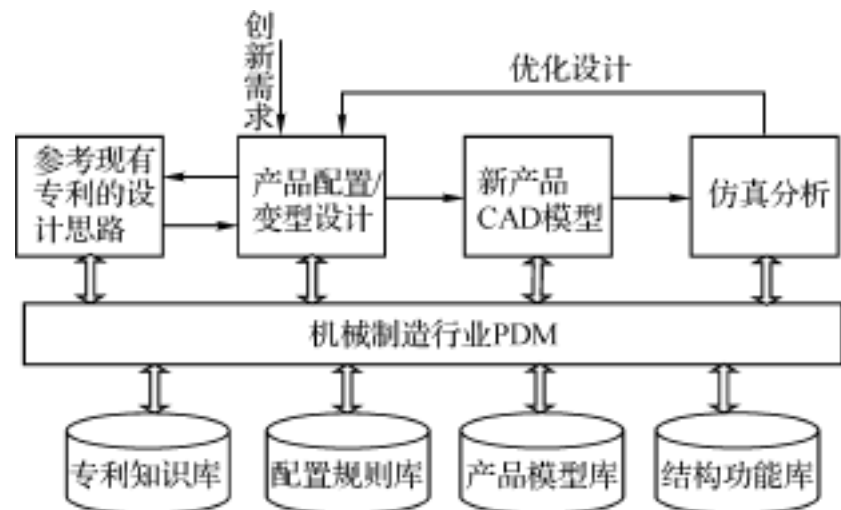 创新需求
优化设计
参考现有
专利的设
计思路
产品配置/
变型设计
新产品
CAD模型
仿真分析
机械制造行业PDM
专利知识库
配置规则库
产品模型库
结构功能库